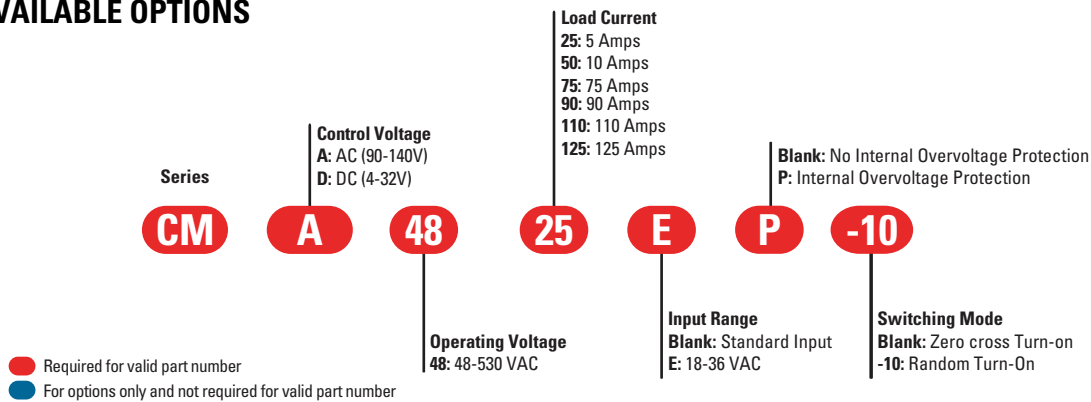 VAILABLE OPTIONS
Load Current
25: 5 Amps
50: 10 Amps
75: 75 Amps
90: 90 Amps
110: 110 Amps
125: 125 Amps
Control Voltage
A: AC (90-140V)
D: DC (4-32V)
Blank: No Internal Overvoltage Protection
P: Internal Overvoltage Protection
Series
CM A 48 25 E P -10
Operating Voltage
48: 48-530 VAC
Input Range
Blank: Standard Input
E: 18-36 VAC
Switching Mode
Blank: Zero cross Turn-on
-10: Random Turn-On
Required for valid part number
For options only and not required for valid part number